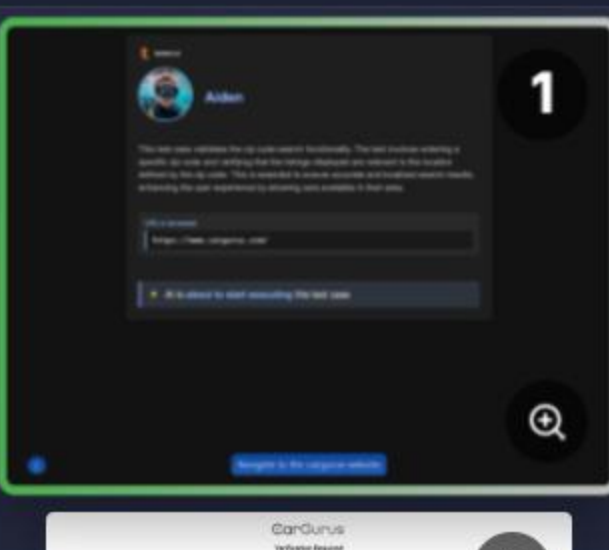 1
Aiden
This test case validates the zip code search functionality. The test involves entering a
specific zip code and verifying that the listings displayed are relevant to the location
defined by the zip code. This is essential to ensure accurate and localized search results,
enhancing the user experience by showing cars available in their area.
https://www.cargurus.com/
AI is about to start executing this test case
Navigate to the cargurus website
CarGurus